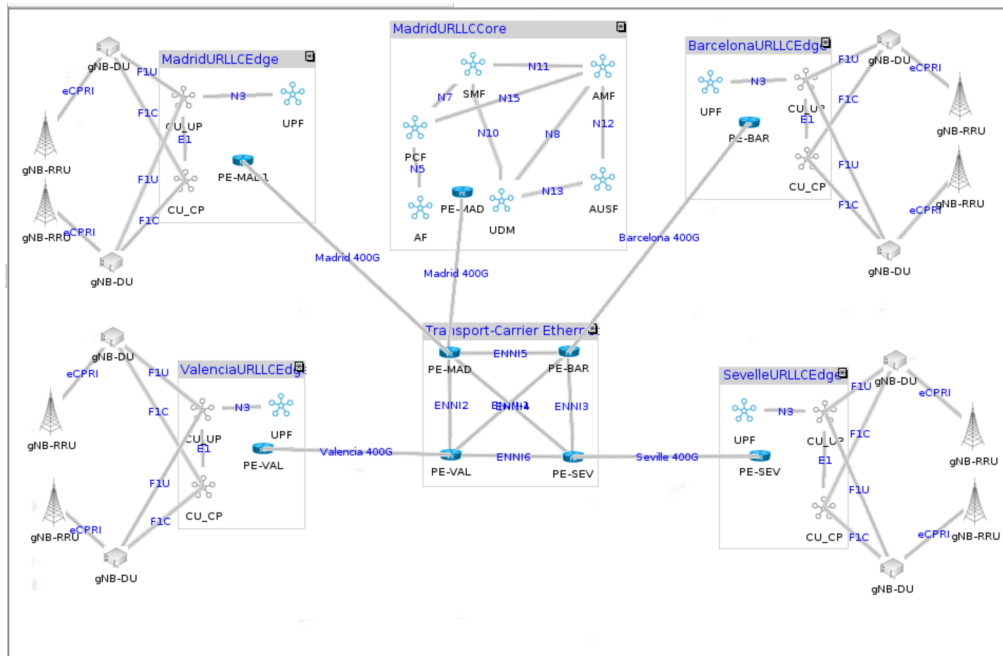 MadridURLLCCore
gNB-DU
MadridURLLCEdge
F1U
eCPRI
N3
CU_UP
UPF
F1C
E1
gNB-RRU
F1U
PE-MAD1
CU_CP
F1C
eCPRI
gNB-RRU
gNB-DU
N11
SMF
AMF
N7
N15
N10
N8
N12
PCF
N5
PE-MAD
N13
AF
UDM
AUSF
BarcelonaURLLCEdge
gNB-DU
F1U
N3
eCPRI
UPF
CU_UP
F1C
E1
PE-BAR
gNB-RRU
F1U
CU_CP
F1C
eCPRI
gNB-RRU
gNB-DU
Madrid 400G
Madrid 400G
Barcelona 400G
Transport-Carrier Ethernet
PE-MAD
ENNI5
PE-BAR
ENNI2
ENNI3
PE-VAL
ENNI6
PE-SEV
gNB-DU
ValenciaURLLCEdge
F1U
eCPRI
N3
F1C
UPF
CU_UP
E1
gNB-RRU
PE-VAL
Valencia 400G
F1U
CU_CP
F1C
eCPRI
gNB-RRU
gNB-DU
SevelleURLLCEdge
gNB-DU
F1U
eCPRI
N3
UPF
CU_UP
F1C
E1
gNB-RRU
Seville 400G
PE-SEV
F1U
CU_CP
F1C
eCPRI
gNB-RRU
gNB-DU